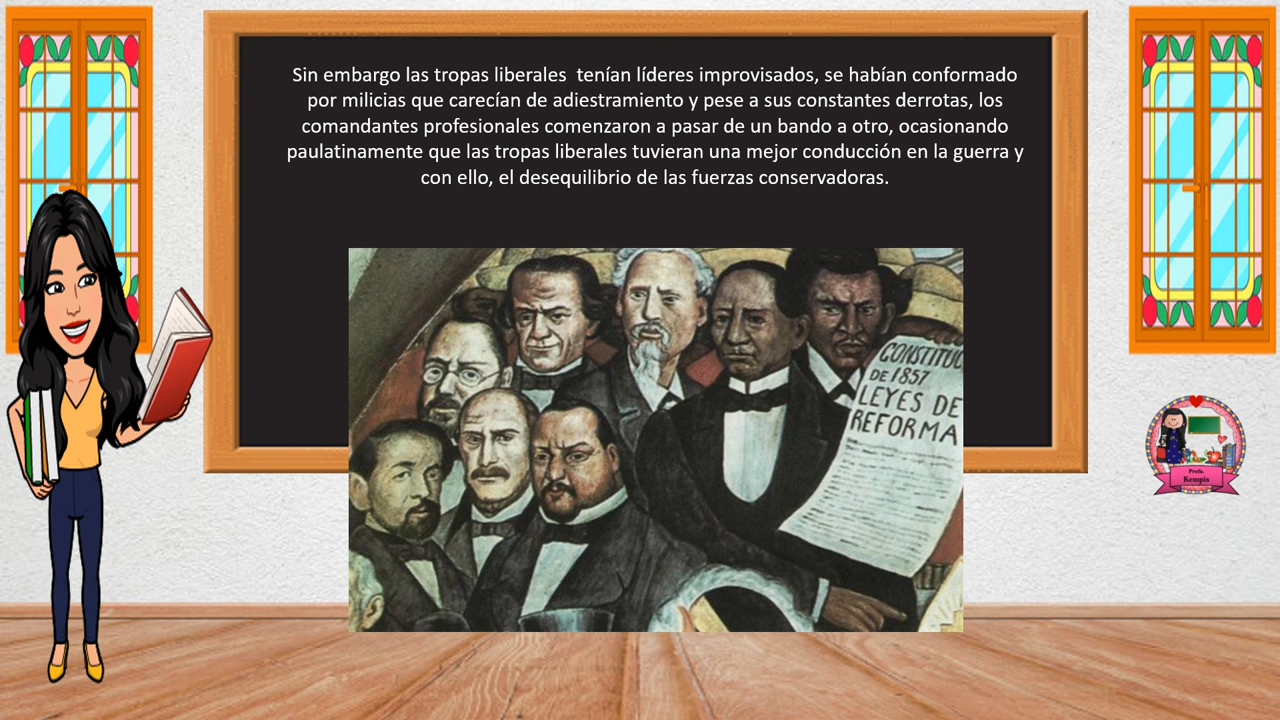 Sin embargo las tropas liberales  tenían líderes improvisados, se habían conformado
por milicias que carecían de adiestramiento y pese a sus constantes derrotas, los
comandantes profesionales comenzaron a pasar de un bando a otro, ocasionando
paulatinamente que las tropas liberales tuvieran una mejor conducción en la guerra y
con ello, el desequilibrio de las fuerzas conservadoras.
CONSTITUC
DE 1857
LEYES DE
REFORMA
Profa.
Kempis